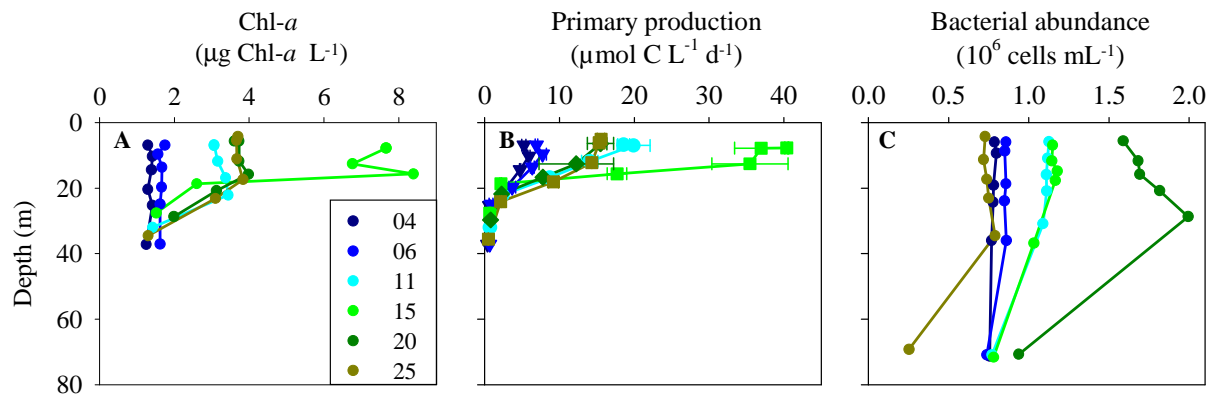 Chl-a
(µg Chl-a L-1)
0 2 4 6 8
Primary production
(µmol C L-1 d-1)
0 10 20 30 40
Bacterial abundance
(106 cells mL-1)
0.0 0.5 1.0 1.5 2.0
Depth (m)
0
20
40
60
80
A
B
C
04
06
11
15
20
25